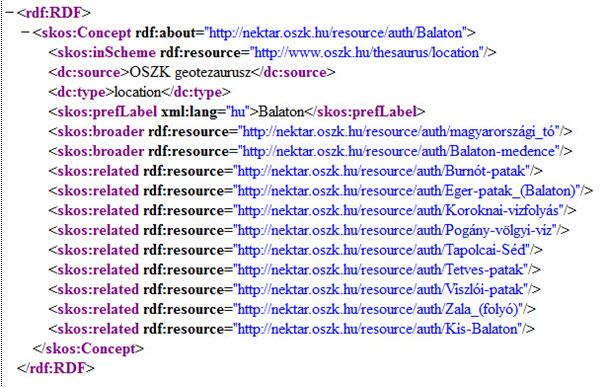 − <rdf:RDF>
− <skos:Concept rdf:about="http://nektar.oszk.hu/resource/auth/Balaton">
<skos:inScheme rdf:resource="http://www.oszk.hu/thesaurus/location"/>
<dc:source>OSZK geotezaurusz</dc:source>
<dc:type>location</dc:type>
<skos:prefLabel xml:lang="hu">Balaton</skos:prefLabel>
<skos:broader rdf:resource="http://nektar.oszk.hu/resource/auth/magyarországi_tó"/>
<skos:broader rdf:resource="http://nektar.oszk.hu/resource/auth/Balaton-medence"/>
<skos:related rdf:resource="http://nektar.oszk.hu/resource/auth/Burnót-patak"/>
<skos:related rdf:resource="http://nektar.oszk.hu/resource/auth/Eger-patak_(Balaton)"/>
<skos:related rdf:resource="http://nektar.oszk.hu/resource/auth/Koroknai-vízfolyás"/>
<skos:related rdf:resource="http://nektar.oszk.hu/resource/auth/Pogány-völgyi-víz"/>
<skos:related rdf:resource="http://nektar.oszk.hu/resource/auth/Tapolcai-Séd"/>
<skos:related rdf:resource="http://nektar.oszk.hu/resource/auth/Tetves-patak"/>
<skos:related rdf:resource="http://nektar.oszk.hu/resource/auth/Viszlói-patak"/>
<skos:related rdf:resource="http://nektar.oszk.hu/resource/auth/Zala_(folyó)"/>
<skos:related rdf:resource="http://nektar.oszk.hu/resource/auth/Kis-Balaton"/>
</skos:Concept>
</rdf:RDF>